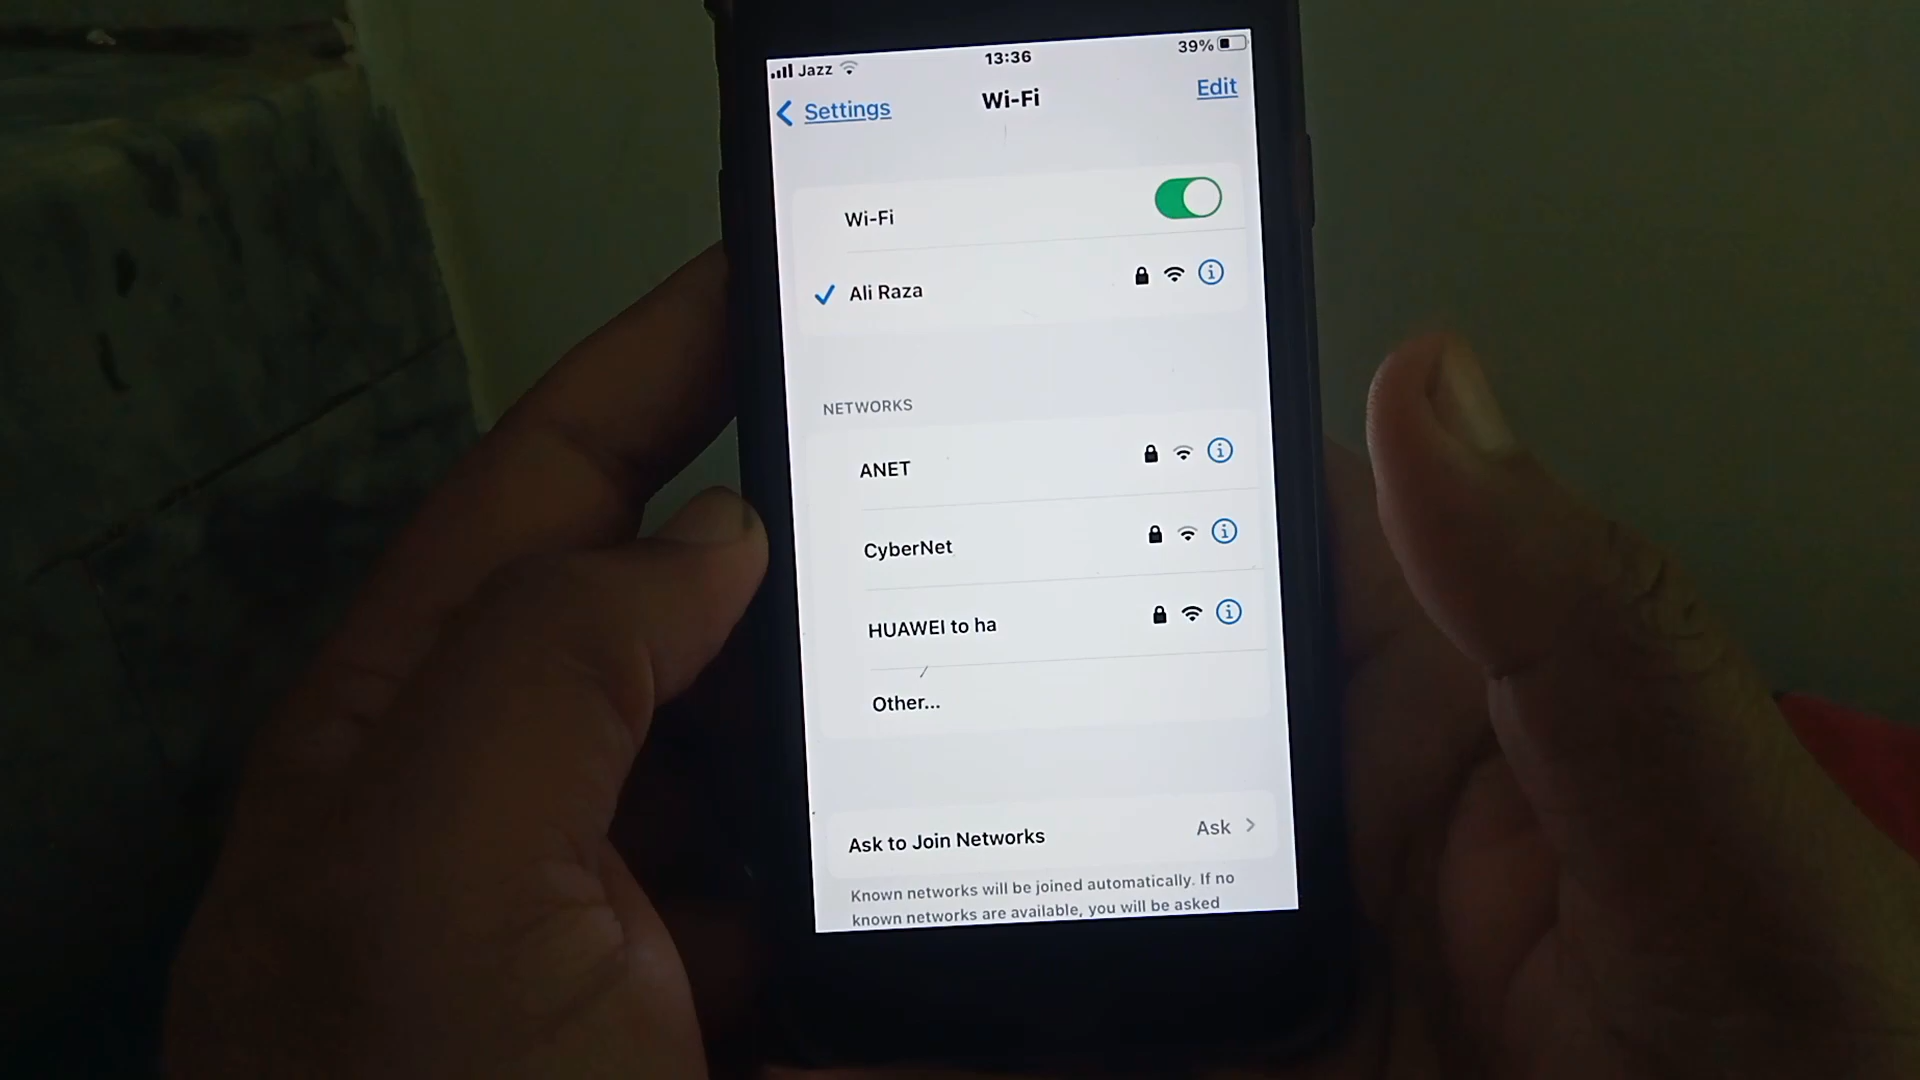 Jazz 13:36 39%
Settings Wi-Fi Edit
Wi-Fi
Ali Raza
NETWORKS
ANET
CyberNet
HUAWEI to ha
Other...
Ask to Join Networks Ask
Known networks will be joined automatically. If no
known networks are available, you will be asked